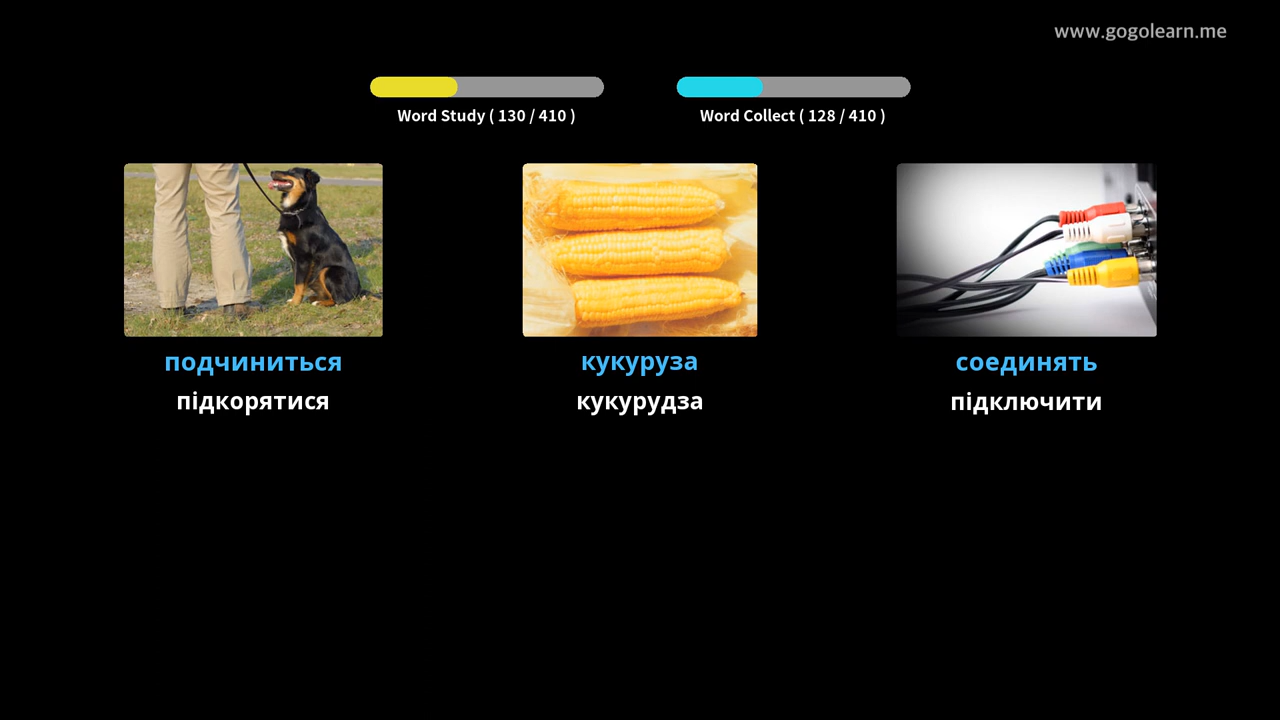 www.gogolearn.me
Word Study ( 130 / 410 )
Word Collect ( 128 / 410 )
подчиниться
підкорятися
кукуруза
кукурудза
соединять
підключити